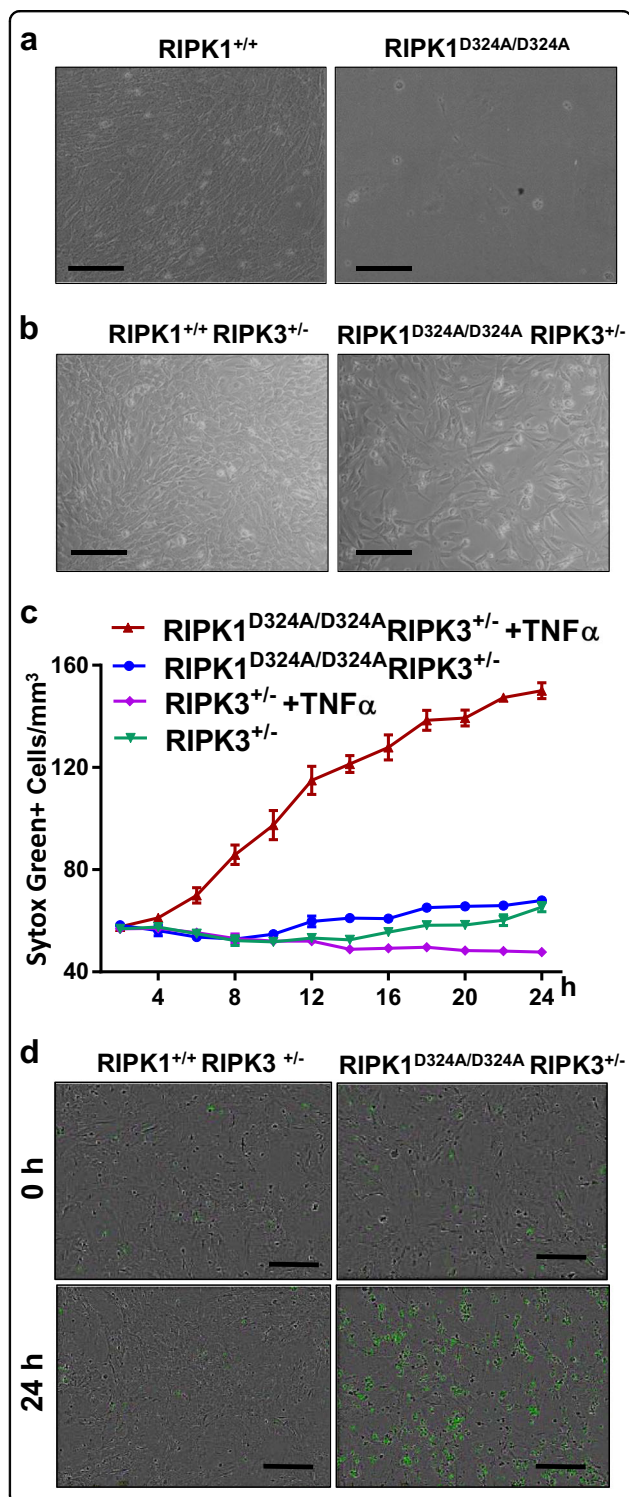 a
RIPK1+/+ RIPK1D324A/D324A
b
RIPK1+/+ RIPK3+/- RIPK1D324A/D324A RIPK3+/-
c
RIPK1D324A/D324ARIPK3+/- +TNFα
RIPK1D324A/D324ARIPK3+/-
RIPK3+/- +TNFα
RIPK3+/-
Sytox Green+ Cells/mm3
160
120
80
40
4 8 12 16 20 24 h
d
RIPK1+/+ RIPK3 +/- RIPK1D324A/D324A RIPK3+/-
0 h
24 h